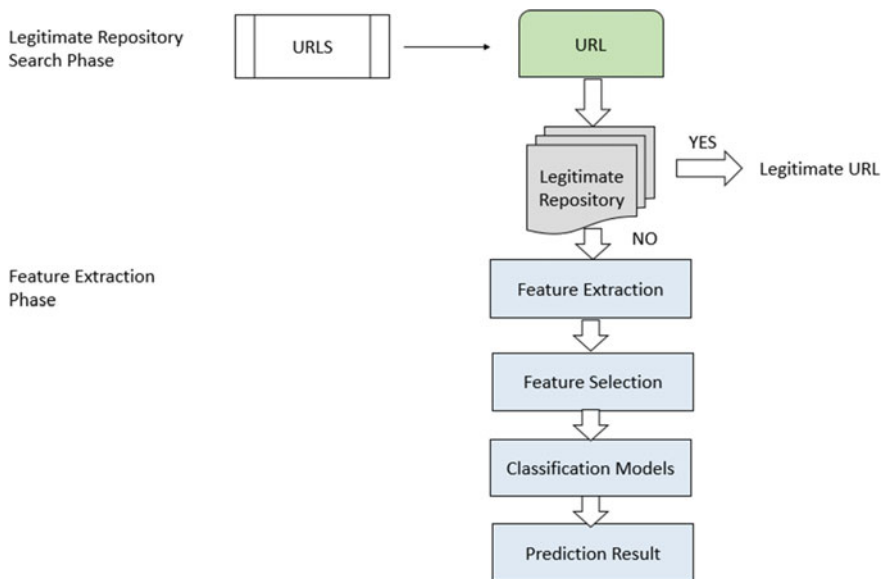 Legitimate Repository
Search Phase
URLS
URL
YES
Legitimate
Repository
Legitimate URL
NO
Feature Extraction
Phase
Feature Extraction
Feature Selection
Classification Models
Prediction Result